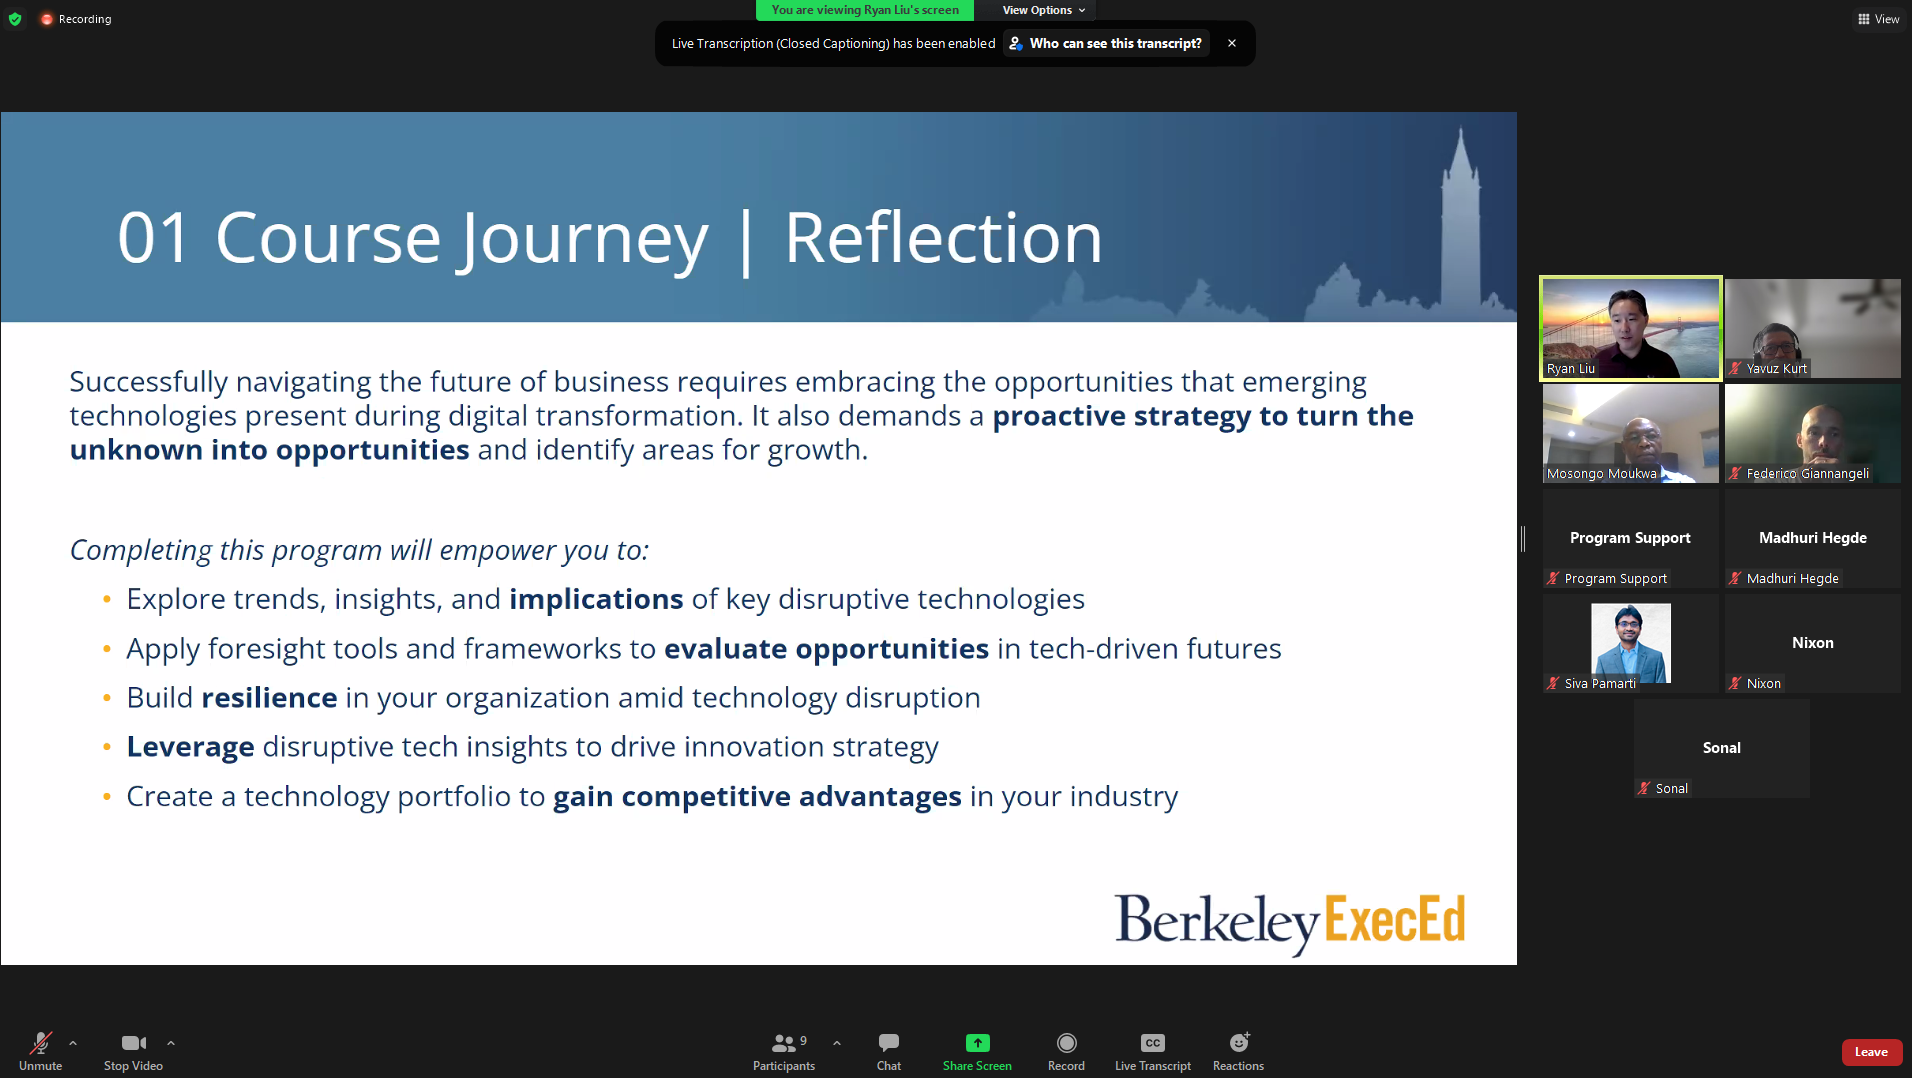 Recording
You are viewing Ryan Liu's screen
View Options
View
Live Transcription (Closed Captioning) has been enabled
Who can see this transcript?
01 Course Journey | Reflection
Successfully navigating the future of business requires embracing the opportunities that emerging
technologies present during digital transformation. It also demands a proactive strategy to turn the
unknown into opportunities and identify areas for growth.
Completing this program will empower you to:
• Explore trends, insights, and implications of key disruptive technologies
• Apply foresight tools and frameworks to evaluate opportunities in tech-driven futures
• Build resilience in your organization amid technology disruption
• Leverage disruptive tech insights to drive innovation strategy
• Create a technology portfolio to gain competitive advantages in your industry
Berkeley ExecEd
Ryan Liu
Yavuz Kurt
Mosongo Moukwa
Federico Giannangeli
Program Support
Program Support
Madhuri Hegde
Madhuri Hegde
Siva Pamarti
Nixon
Nixon
Sonal
Sonal
Unmute
Stop Video
9
Participants
Chat
Share Screen
Record
CC
Live Transcript
Reactions
Leave